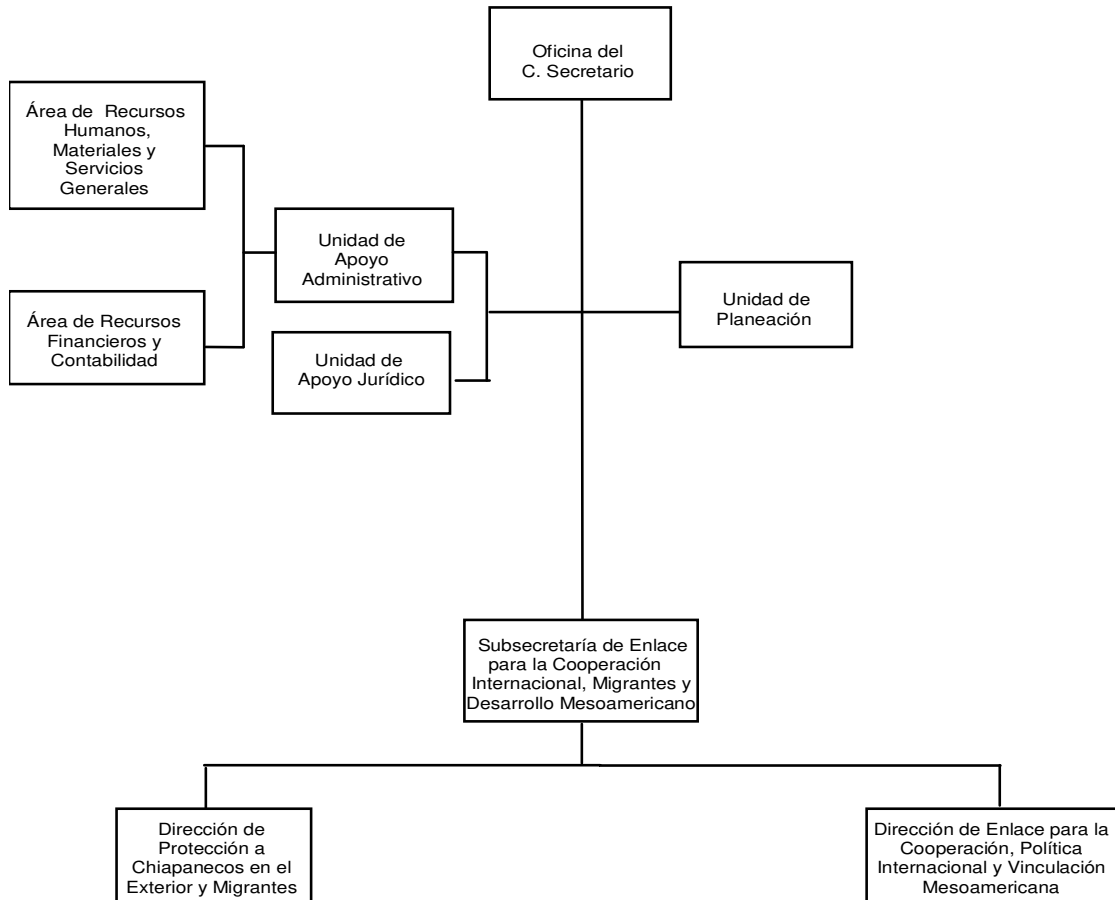 Oficina del
C. Secretario
Área de Recursos
Humanos,
Materiales y
Servicios
Generales
Unidad de
Apoyo
Administrativo
Unidad de
Planeación
Área de Recursos
Financieros y
Contabilidad
Unidad de
Apoyo Jurídico
Subsecretaría de Enlace
para la Cooperación
Internacional, Migrantes y
Desarrollo Mesoamericano
Dirección de
Protección a
Chiapanecos en el
Exterior y Migrantes
Dirección de Enlace para la
Cooperación, Política
Internacional y Vinculación
Mesoamericana